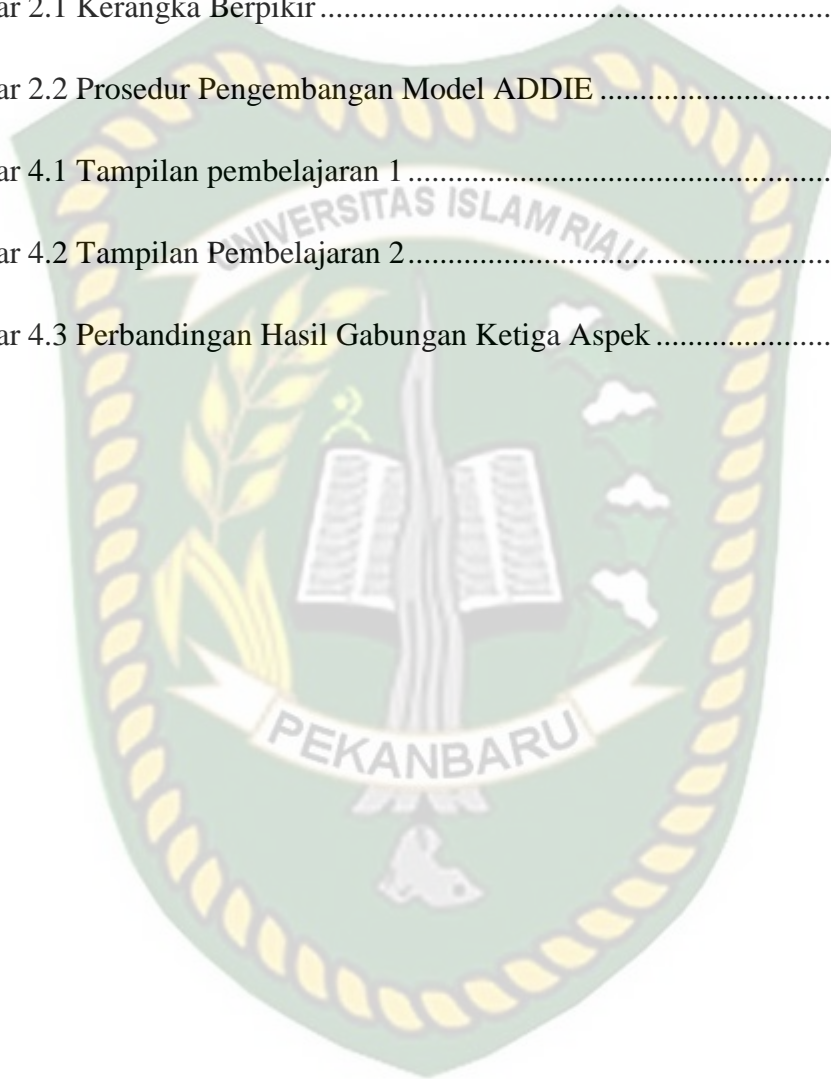 ar 2.1 Kerangka Berpikir ........................................................................
ar 2.2 Prosedur Pengembangan Model ADDIE ................................
ar 4.1 Tampilan pembelajaran 1 ..........................................................
UNIVERSITAS ISLAM RIAU
ar 4.2 Tampilan Pembelajaran 2 ..........................................................
ar 4.3 Perbandingan Hasil Gabungan Ketiga Aspek ........................
PEKANBARU